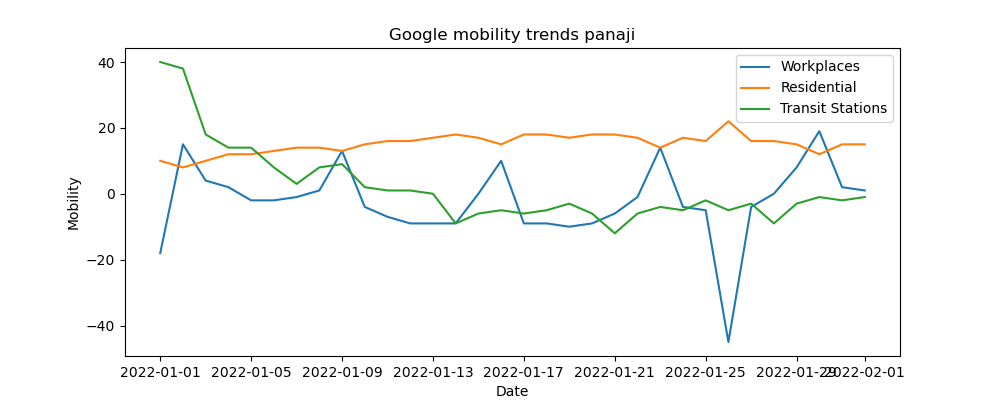 Google mobility trends panaji
Workplaces
Residential
Transit Stations
40
20
0
−20
−40
Mobility
2022-01-01 2022-01-05 2022-01-09 2022-01-13 2022-01-17 2022-01-21 2022-01-25 2022-01-29 2022-02-01
Date